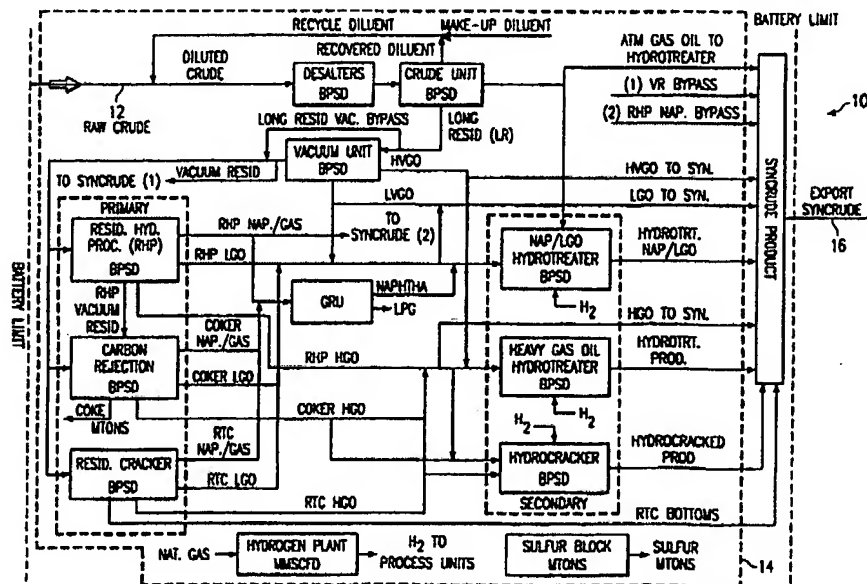 RECYCLE DILUENT
MAKE-UP DILUENT
BATTERY LIMIT
RECOVERED DILUENT
DILUTED CRUDE
DESALTERS
BPSD
CRUDE UNIT
BPSD
ATM GAS OIL TO
HYDROTREATER
(1) VR BYPASS
(2) RHP NAP. BYPASS
10
12
RAW CRUDE
LONG RESID VAC. BYPASS
LONG
RESID (LR)
VACUUM UNIT
BPSD
HVGO
HVGO TO SYN.
VACUUM RESID
TO SYNCRUDE (1)
LVGO
LGO TO SYN.
SYNCRUDE PRODUCT
EXPORT
SYNCRUDE
16
PRIMARY
RESID. HYD.
PROC. (RHP)
BPSD
RHP NAP./GAS
TO
SYNCRUDE (2)
RHP LGO
SECONDARY
NAP/LGO
HYDROTREATER
BPSD
H2
HYDROTRT.
NAP/LGO
BATTERY LIMIT
RHP
VACUUM
RESID
GRU
NAPHTHA
LPG
HGO TO SYN.
CARBON
REJECTION
BPSD
COKER
NAP./GAS
COKER LGO
RHP HGO
HEAVY GAS OIL
HYDROTREATER
BPSD
H2
HYDROTRT.
PROD.
COKE
MTONS
COKER HGO
RTC
NAP./GAS
H2
RESID. CRACKER
BPSD
RTC LGO
HYDROCRACKER
BPSD
HYDROCRACKED
PROD
RTC HGO
RTC BOTTOMS
NAT. GAS
HYDROGEN PLANT
MMSCFD
H2 TO
PROCESS UNITS
SULFUR BLOCK
MTONS
SULFUR
MTONS
14